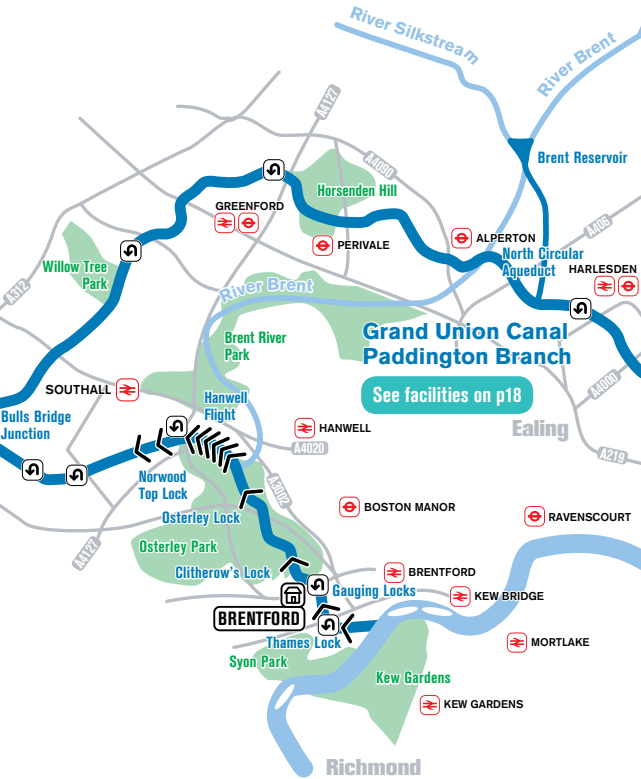 River Silkstream
River Brent
A4127
A4090
Brent Reservoir
Horsenden Hill
GREENFORD
A406
PERIVALE
ALPERTON
North Circular
Aqueduct
HARLESDEN
Willow Tree
Park
A312
River Brent
Brent River
Park
Grand Union Canal
Paddington Branch
See facilities on p18
SOUTHALL
A4000
Hanwell
Flight
Bulls Bridge
Junction
HANWELL
Ealing
A4020
A219
Norwood
Top Lock
A3002
BOSTON MANOR
RAVENSCOURT
Osterley Lock
A4127
Osterley Park
Clitherow's Lock
BRENTFORD
Gauging Locks
KEW BRIDGE
BRENTFORD
Thames Lock
MORTLAKE
Syon Park
Kew Gardens
KEW GARDENS
Richmond